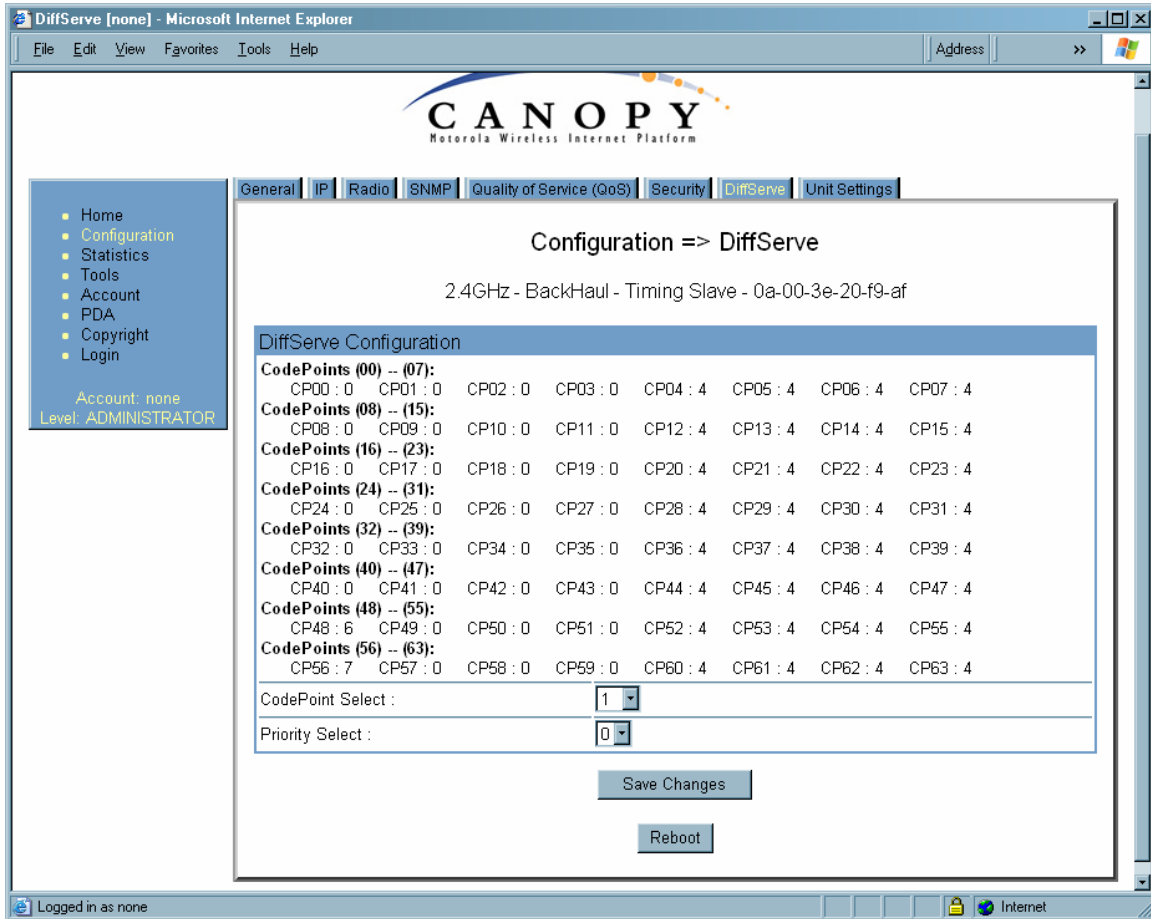 DiffServe [none] - Microsoft Internet Explorer
File Edit View Favorites Tools Help
Address »
CANOPY
Motorola Wireless Internet Platform
General IP Radio SNMP Quality of Service (QoS) Security DiffServe Unit Settings
Home
Configuration
Statistics
Tools
Account
PDA
Copyright
Login
Account: none
Level: ADMINISTRATOR
Configuration => DiffServe
2.4GHz - BackHaul - Timing Slave - 0a-00-3e-20-f9-af
DiffServe Configuration
CodePoints (00) -- (07):
CP00 : 0 CP01 : 0 CP02 : 0 CP03 : 0 CP04 : 4 CP05 : 4 CP06 : 4 CP07 : 4
CodePoints (08) -- (15):
CP08 : 0 CP09 : 0 CP10 : 0 CP11 : 0 CP12 : 4 CP13 : 4 CP14 : 4 CP15 : 4
CodePoints (16) -- (23):
CP16 : 0 CP17 : 0 CP18 : 0 CP19 : 0 CP20 : 4 CP21 : 4 CP22 : 4 CP23 : 4
CodePoints (24) -- (31):
CP24 : 0 CP25 : 0 CP26 : 0 CP27 : 0 CP28 : 4 CP29 : 4 CP30 : 4 CP31 : 4
CodePoints (32) -- (39):
CP32 : 0 CP33 : 0 CP34 : 0 CP35 : 0 CP36 : 4 CP37 : 4 CP38 : 4 CP39 : 4
CodePoints (40) -- (47):
CP40 : 0 CP41 : 0 CP42 : 0 CP43 : 0 CP44 : 4 CP45 : 4 CP46 : 4 CP47 : 4
CodePoints (48) -- (55):
CP48 : 6 CP49 : 0 CP50 : 0 CP51 : 0 CP52 : 4 CP53 : 4 CP54 : 4 CP55 : 4
CodePoints (56) -- (63):
CP56 : 7 CP57 : 0 CP58 : 0 CP59 : 0 CP60 : 4 CP61 : 4 CP62 : 4 CP63 : 4
CodePoint Select : 1
Priority Select : 0
Save Changes
Reboot
Logged in as none Internet